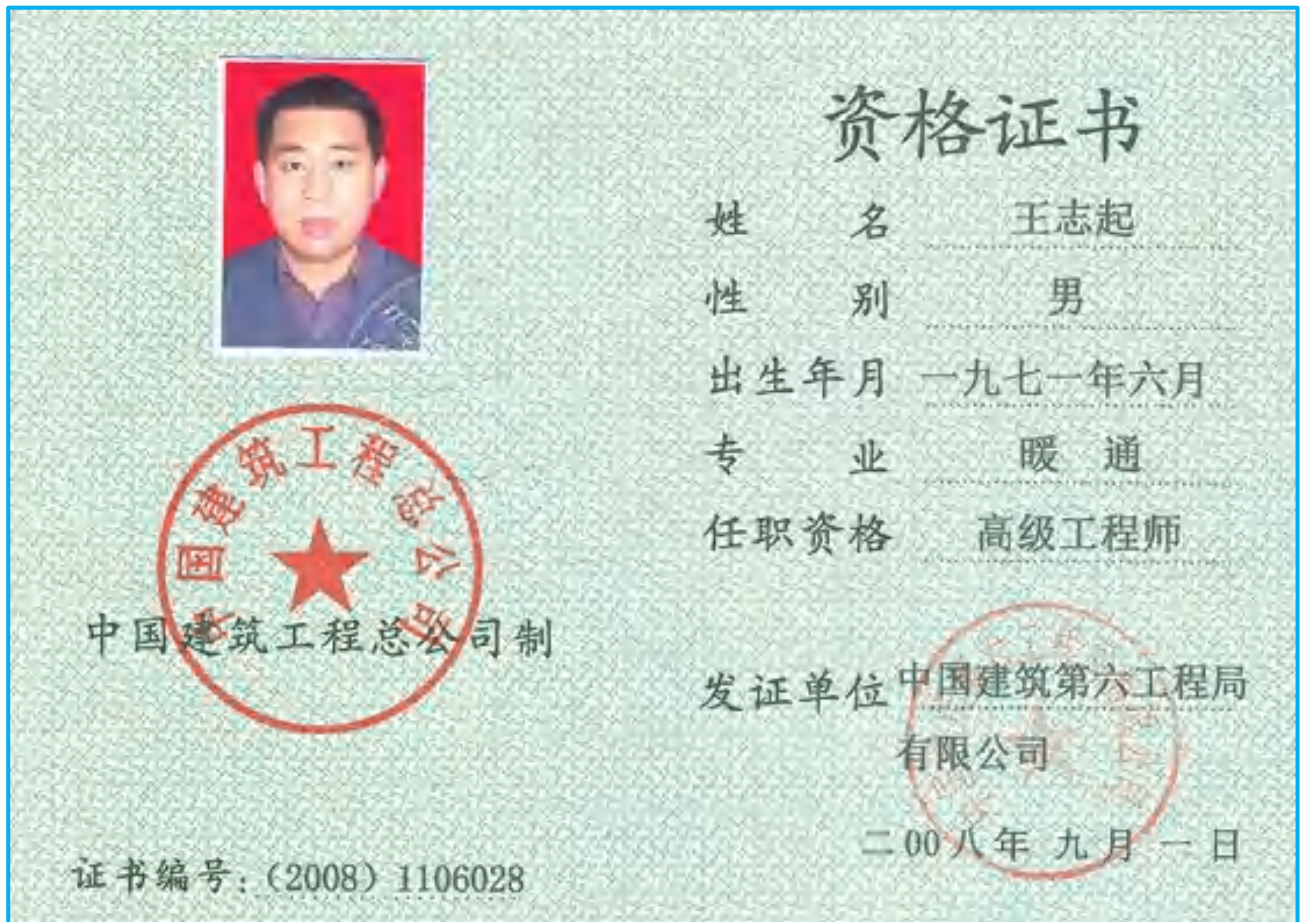 资格证书
姓名 王志起
性别 男
出生年月 一九七一年六月
专业 暖通
任职资格 高级工程师
发证单位 中国建筑第六工程局
有限公司
二00八年九月一日
中国建筑工程总公司
中国建筑工程总公司制
证书编号:(2008)1106028